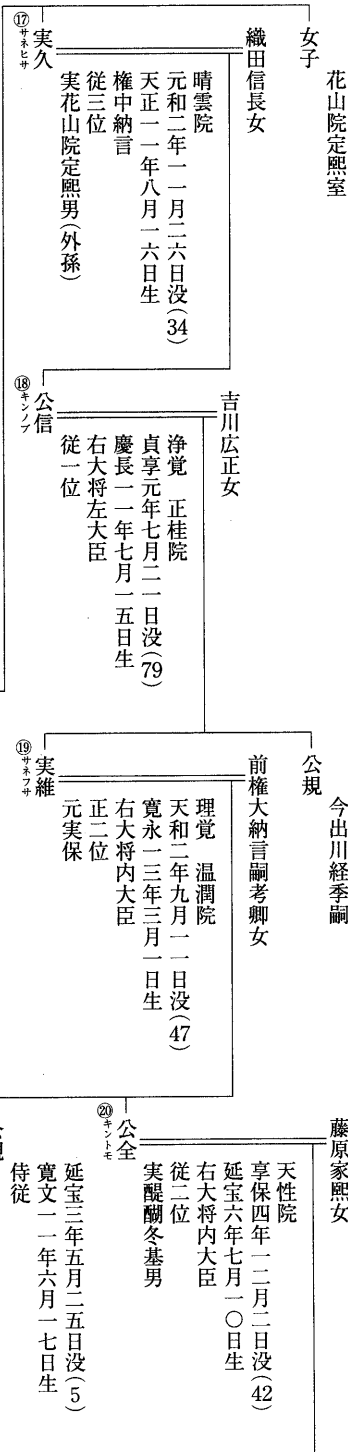 花山院定熙室
女子
織田信長女
晴雲院
元和二年一一月二六日没(34)
天正一一年八月一六日生
権中納言
従三位
実花山院定熙男(外孫)
⑰実久
サネヒサ
吉川広正女
浄覚 正桂院
貞享元年七月二一日没(79)
慶長一一年七月一五日生
右大将左大臣
従一位
⑱公信
キンノブ
今出川経季嗣
公規
前権大納言嗣考卿女
理覚 温潤院
天和二年九月一一日没(47)
寛永一三年三月一日生
右大将内大臣
正二位
元実保
⑲実維
サネフサ
藤原家熙女
天性院
享保四年一二月二日没(42)
延宝六年七月一〇日生
右大将内大臣
従二位
実醍醐冬基男
⑳公全
キントモ
延宝三年五月二五日没(5)
寛文一一年六月一七日生
侍従